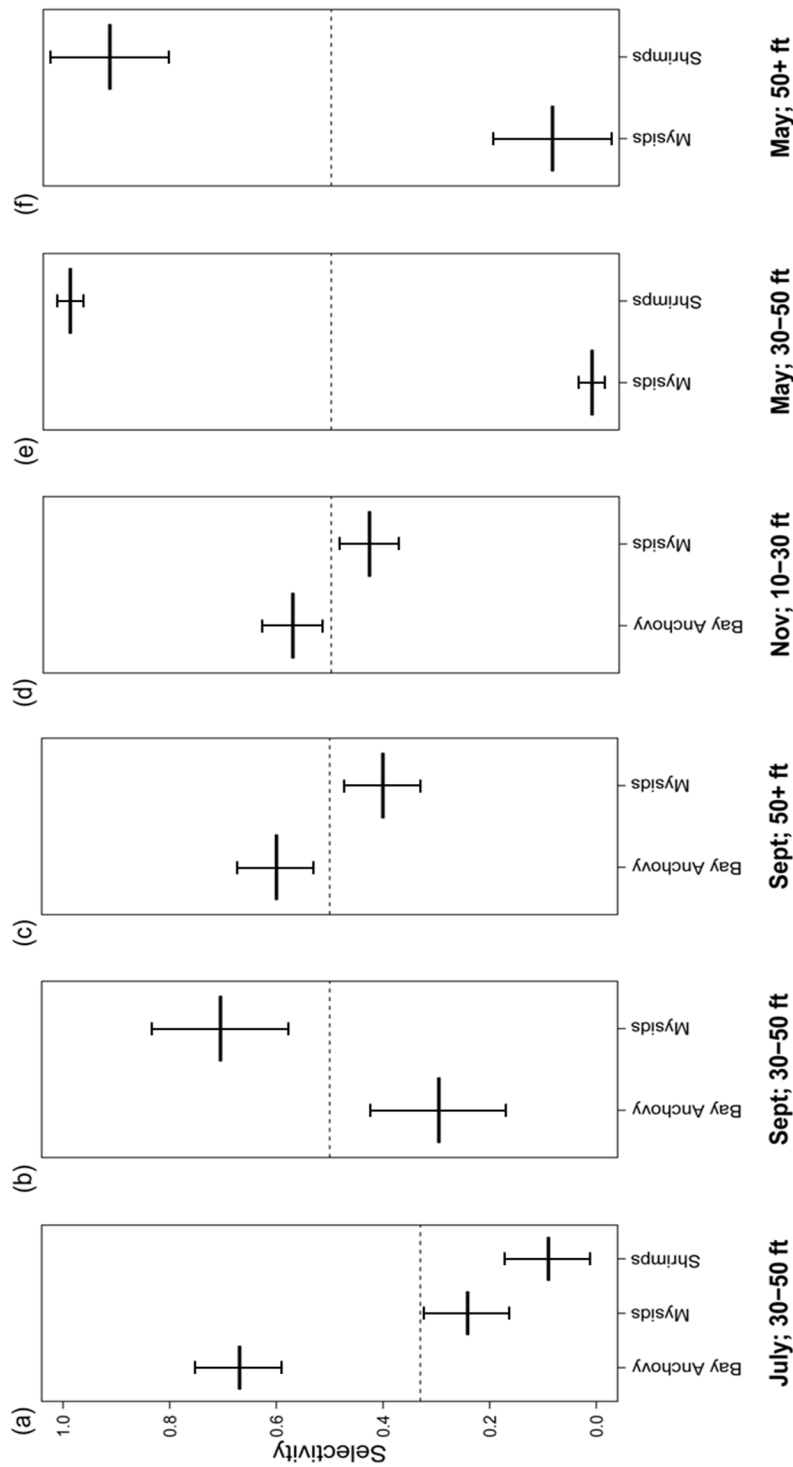 (a)
Selectivity
1.0
0.8
0.6
0.4
0.2
0.0
Bay Anchovy
Mysids
Shrimps
July; 30−50 ft
(b)
Bay Anchovy
Mysids
Sept; 30−50 ft
(c)
Bay Anchovy
Mysids
Sept; 50+ ft
(d)
Bay Anchovy
Mysids
Nov; 10−30 ft
(e)
Mysids
Shrimps
May; 30−50 ft
(f)
Mysids
Shrimps
May; 50+ ft